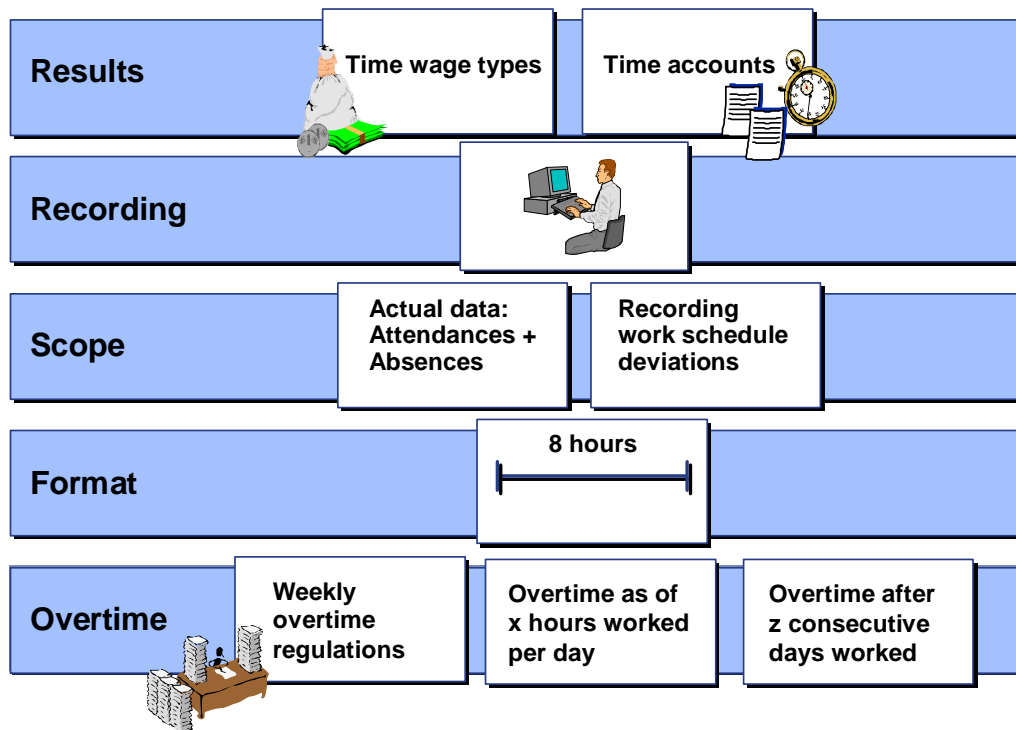 Results
Time wage types
Time accounts
Recording
Scope
Actual data:
Attendances +
Absences
Recording
work schedule
deviations
Format
8 hours
Overtime
Weekly
overtime
regulations
Overtime as of
x hours worked
per day
Overtime after
z consecutive
days worked